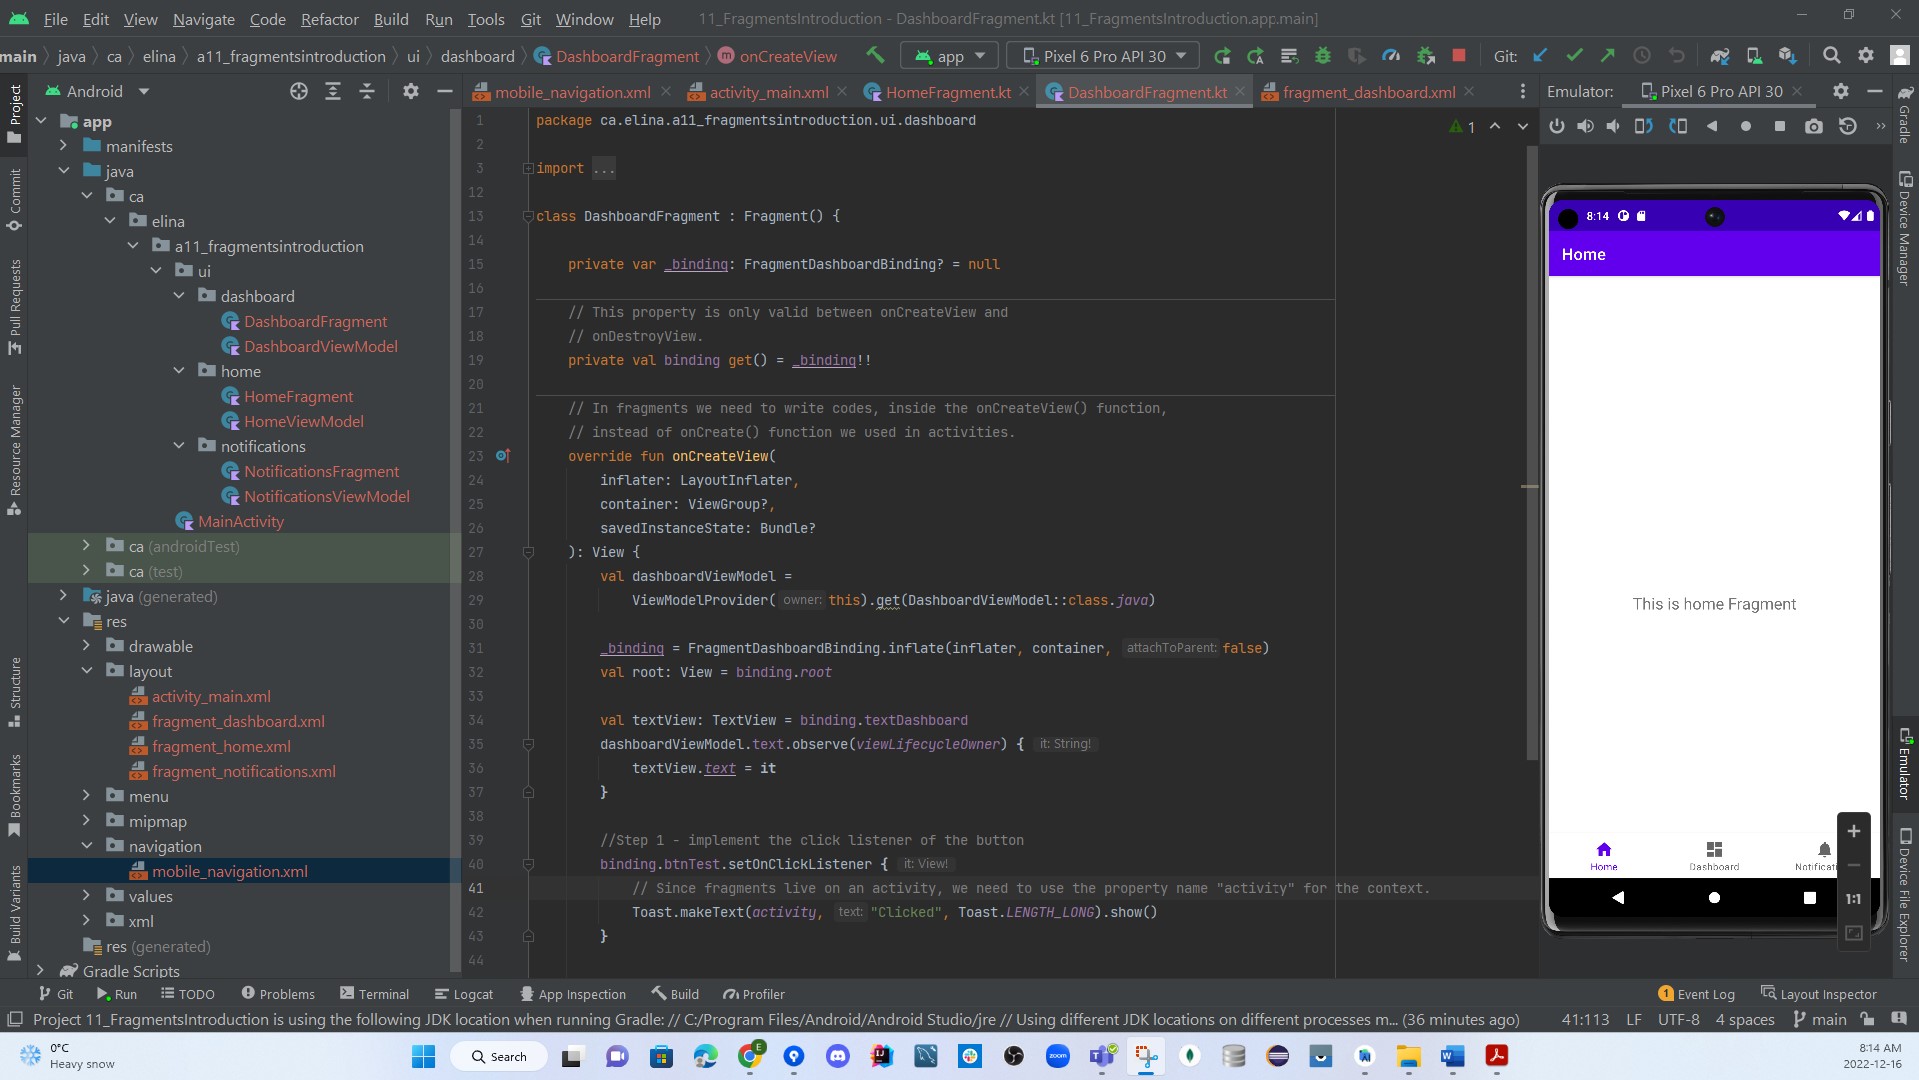 File Edit View Navigate Code Refactor Build Run Tools Git Window Help 11_FragmentsIntroduction - DashboardFragment.kt [11_FragmentsIntroduction.app.main]
main java ca elina a11_fragmentsintroduction ui dashboard DashboardFragment onCreateView app Pixel 6 Pro API 30 Git:
Android mobile_navigation.xml activity_main.xml HomeFragment.kt DashboardFragment.kt fragment_dashboard.xml Emulator: Pixel 6 Pro API 30
Project
Commit
Pull Requests
Resource Manager
Structure
Bookmarks
Build Variants
app
manifests
java
ca
elina
a11_fragmentsintroduction
ui
dashboard
DashboardFragment
DashboardViewModel
home
HomeFragment
HomeViewModel
notifications
NotificationsFragment
NotificationsViewModel
MainActivity
ca (androidTest)
ca (test)
java (generated)
res
drawable
layout
activity_main.xml
fragment_dashboard.xml
fragment_home.xml
fragment_notifications.xml
menu
mipmap
navigation
mobile_navigation.xml
values
xml
res (generated)
Gradle Scripts
1 package ca.elina.a11_fragmentsintroduction.ui.dashboard
2
3 import ...
12
13 class DashboardFragment : Fragment() {
14
15 private var _binding: FragmentDashboardBinding? = null
16
17 // This property is only valid between onCreateView and
18 // onDestroyView.
19 private val binding get() = _binding!!
20
21 // In fragments we need to write codes, inside the onCreateView() function,
22 // instead of onCreate() function we used in activities.
23 override fun onCreateView(
24 inflater: LayoutInflater,
25 container: ViewGroup?,
26 savedInstanceState: Bundle?
27 ): View {
28 val dashboardViewModel =
29 ViewModelProvider( owner: this).get(DashboardViewModel::class.java)
30
31 _binding = FragmentDashboardBinding.inflate(inflater, container, attachToParent: false)
32 val root: View = binding.root
33
34 val textView: TextView = binding.textDashboard
35 dashboardViewModel.text.observe(viewLifecycleOwner) { it: String!
36 textView.text = it
37 }
38
39 //Step 1 - implement the click listener of the button
40 binding.btnTest.setOnClickListener { it: View!
41 // Since fragments live on an activity, we need to use the property name "activity" for the context.
42 Toast.makeText(activity, text: "Clicked", Toast.LENGTH_LONG).show()
43 }
44
1
8:14
Home
This is home Fragment
Home Dashboard Notificati
1:1
Gradle
Device Manager
Emulator
Device File Explorer
Git Run TODO Problems Terminal Logcat App Inspection Build Profiler 1 Event Log Layout Inspector
Project 11_FragmentsIntroduction is using the following JDK location when running Gradle: // C:/Program Files/Android/Android Studio/jre // Using different JDK locations on different processes m... (36 minutes ago) 41:113 LF UTF-8 4 spaces main
0°C
Heavy snow
Search
zoom
8:14 AM
2022-12-16